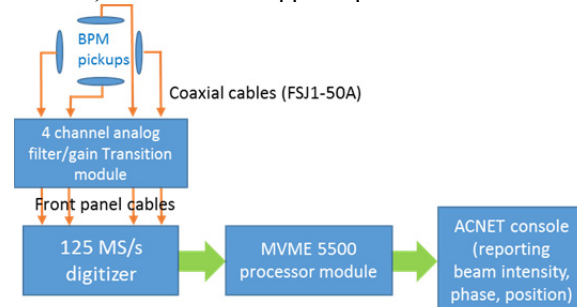 BPM
pickups
Coaxial cables (FSJ1-50A)
4 channel analog
filter/gain Transition
module
Front panel cables
125 MS/s
digitizer
MVME 5500
processor module
ACNET console
(reporting
beam intensity,
phase, position)